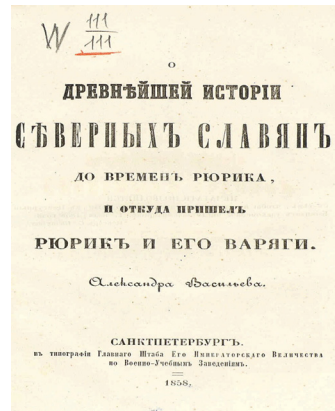 W 111
111
О
ДРЕВНѢЙШЕЙ ИСТОРІИ
СѢВЕРНЫХЪ СЛАВЯНЪ
ДО ВРЕМЕНЪ РЮРИКА,
И ОТКУДА ПРИШЕЛЪ
РЮРИКЪ И ЕГО ВАРЯГИ.
Александра Васильева.
САНКТПЕТЕРБУРГЪ.
въ типографіи Главнаго Штаба Его Императорскаго Величества
по Военно-Учебнымъ Заведеніямъ.
1858.